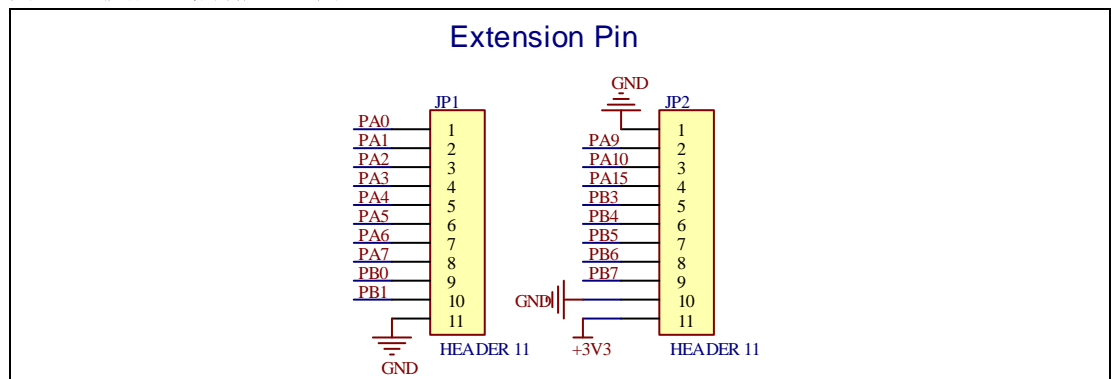 Extension Pin
JP1
PA0 1
PA1 2
PA2 3
PA3 4
PA4 5
PA5 6
PA6 7
PA7 8
PB0 9
PB1 10
11
GND
HEADER 11
GND
JP2
1
PA9 2
PA10 3
PA15 4
PB3 5
PB4 6
PB5 7
PB6 8
PB7 9
GND 10
11
+3V3
HEADER 11